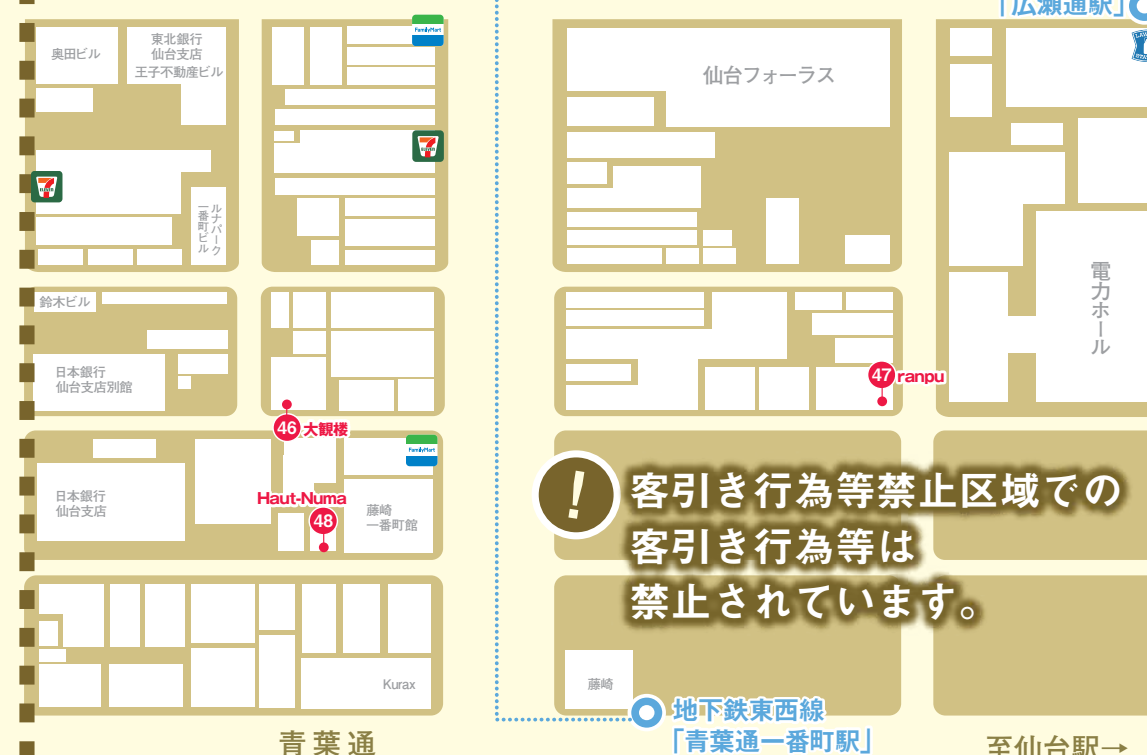 「広瀬通駅」
奥田ビル
東北銀行
仙台支店
王子不動産ビル
FamilyMart
仙台フォーラス
7
ELEVEN
7
ELEVEN
ルナパーク
一番町ビル
電力ホール
鈴木ビル
日本銀行
仙台支店別館
47 ranpu
46 大観楼
FamilyMart
日本銀行
仙台支店
Haut-Numa
48
藤崎
一番町館
!
客引き行為等禁止区域での
客引き行為等は
禁止されています。
Kurax
藤崎
地下鉄東西線
「青葉通一番町駅」
青葉通
至仙台駅→